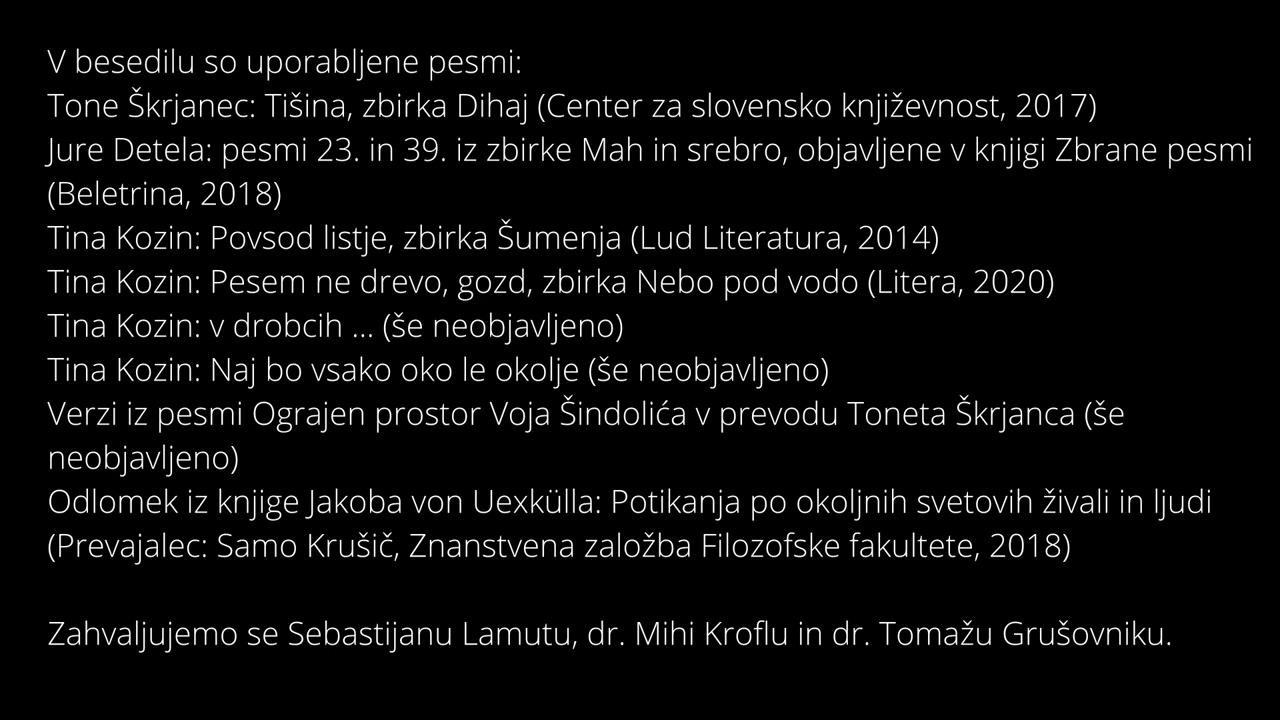 V besedilu so uporabljene pesmi:
Tone Škrjanec: Tišina, zbirka Dihaj (Center za slovensko književnost, 2017)
Jure Detela: pesmi 23. in 39. iz zbirke Mah in srebro, objavljene v knjigi Zbrane pesmi
(Beletrina, 2018)
Tina Kozin: Povsod listje, zbirka Šumenja (Lud Literatura, 2014)
Tina Kozin: Pesem ne drevo, gozd, zbirka Nebo pod vodo (Litera, 2020)
Tina Kozin: v drobcih ... (še neobjavljeno)
Tina Kozin: Naj bo vsako oko le okolje (še neobjavljeno)
Verzi iz pesmi Ograjen prostor Voja Šindolića v prevodu Toneta Škrjanca (še
neobjavljeno)
Odlomek iz knjige Jakoba von Uexkülla: Potikanja po okoljnih svetovih živali in ljudi
(Prevajalec: Samo Krušič, Znanstvena založba Filozofske fakultete, 2018)
Zahvaljujemo se Sebastijanu Lamutu, dr. Mihi Kroflu in dr. Tomažu Grušovniku.